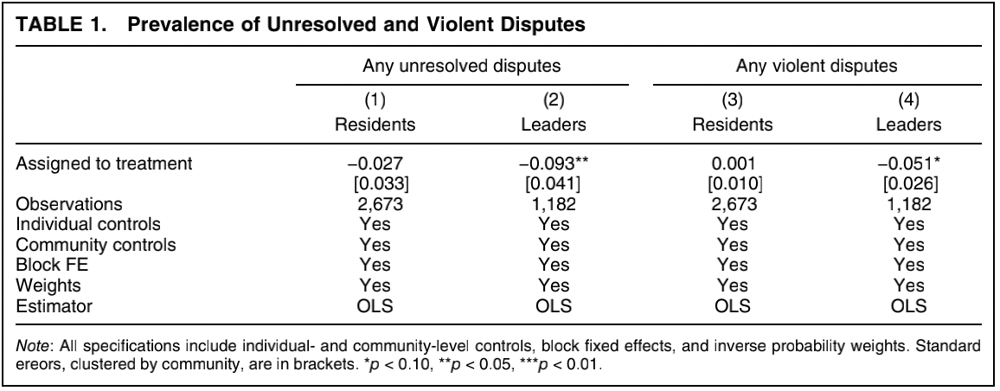 TABLE 1. Prevalence of Unresolved and Violent Disputes
Any unresolved disputes Any violent disputes
(1) (2) (3) (4)
Residents Leaders Residents Leaders
Assigned to treatment −0.027 −0.093** 0.001 −0.051*
[0.033] [0.041] [0.010] [0.026]
Observations 2,673 1,182 2,673 1,182
Individual controls Yes Yes Yes Yes
Community controls Yes Yes Yes Yes
Block FE Yes Yes Yes Yes
Weights Yes Yes Yes Yes
Estimator OLS OLS OLS OLS
Note: All specifications include individual- and community-level controls, block fixed effects, and inverse probability weights. Standard
ereors, clustered by community, are in brackets. *p < 0.10, **p < 0.05, ***p < 0.01.